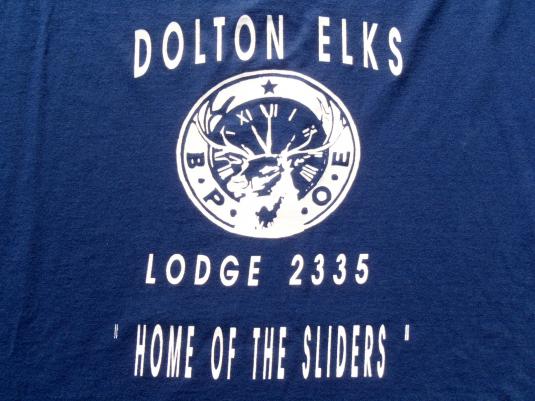 DOLTON ELKS
XI XII I
B · P · O · E
LODGE 2335
" HOME OF THE SLIDERS "